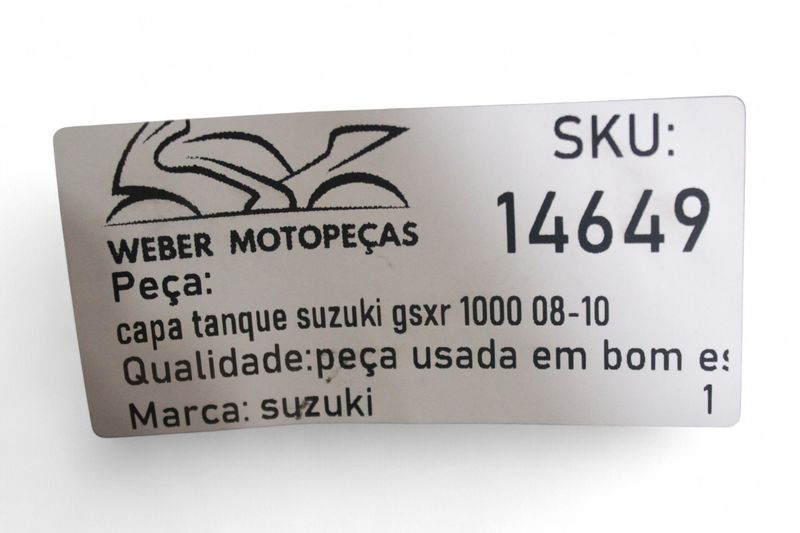 WEBER MOTOPEÇAS
SKU:
14649
Peça:
capa tanque suzuki gsxr 1000 08-10
Qualidade:peça usada em bom es
Marca: suzuki
1